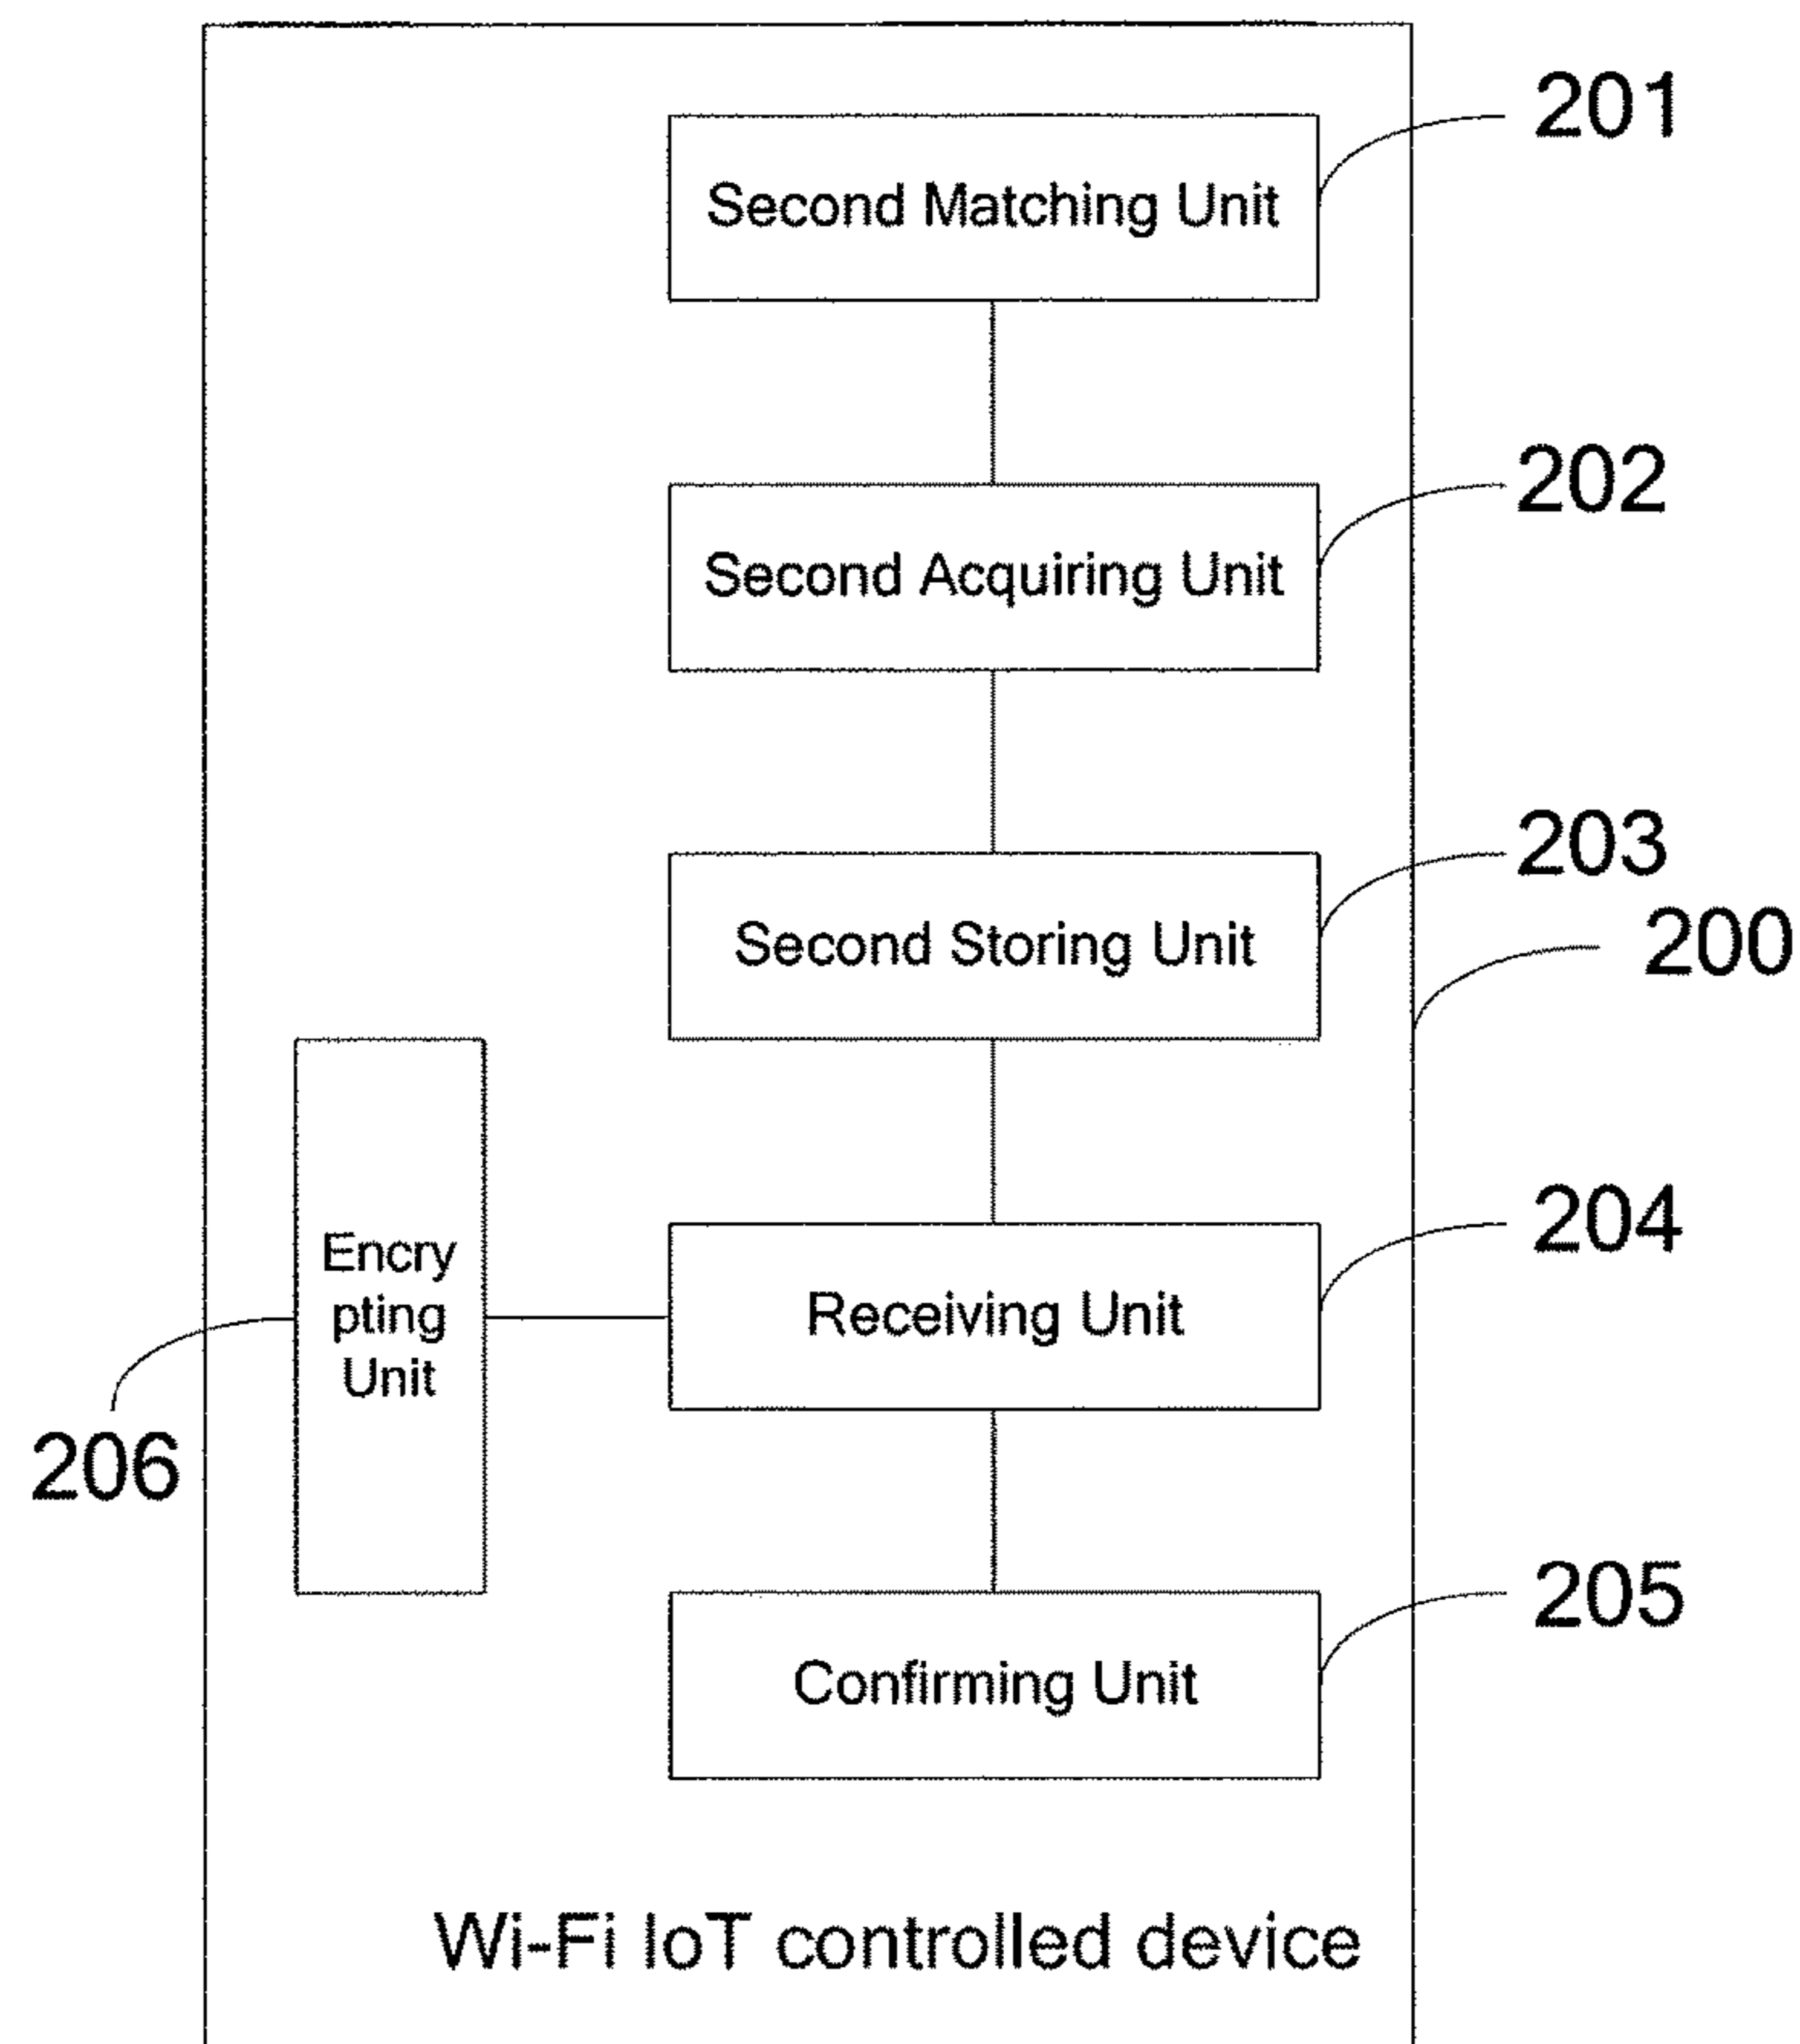 201
Second Matching Unit
202
Second Acquiring Unit
203
Second Storing Unit
200
204
Encry
pting
Unit
Receiving Unit
206
205
Confirming Unit
Wi-Fi IoT controlled device